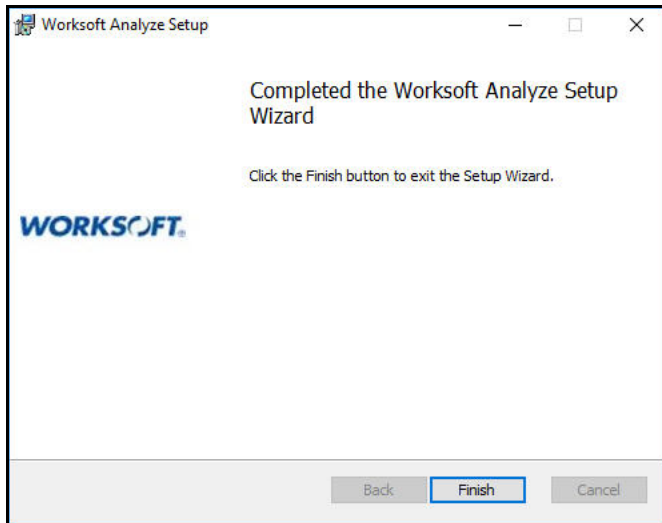 Worksoft Analyze Setup
Completed the Worksoft Analyze Setup
Wizard
Click the Finish button to exit the Setup Wizard.
WORKSOFT®
Back Finish Cancel